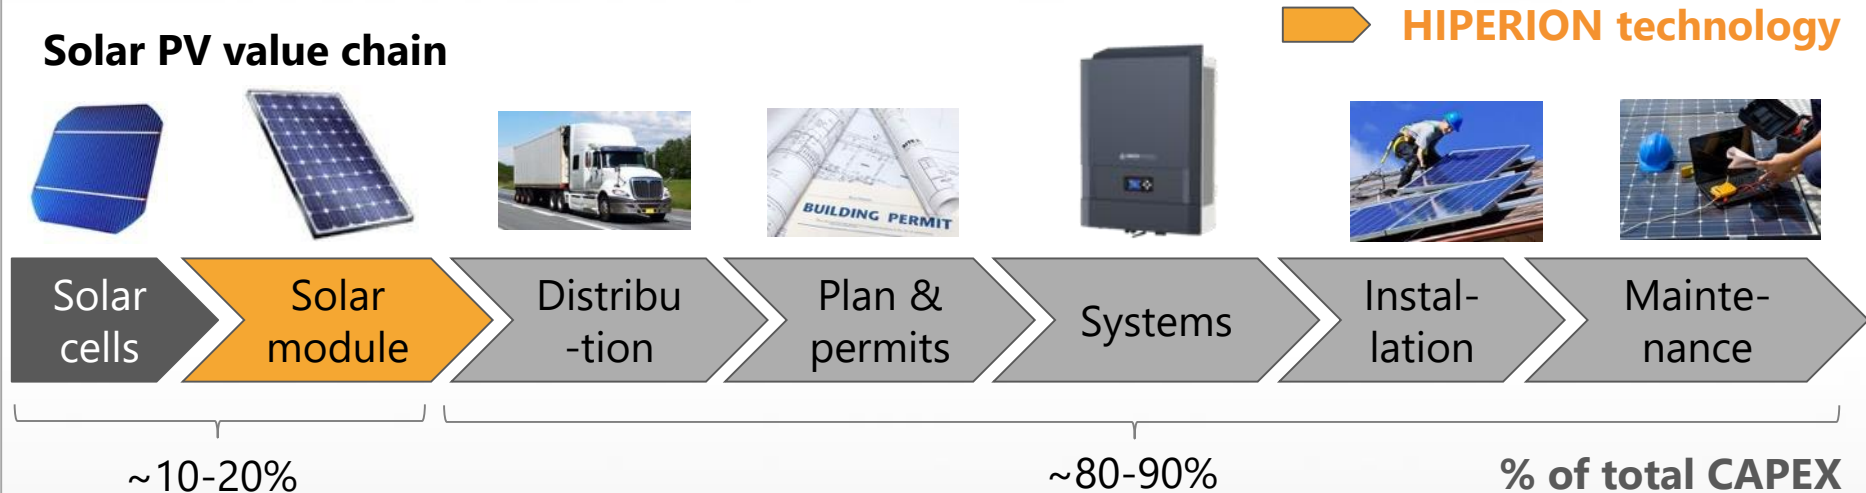 HIPERION technology
Solar PV value chain
BUILDING PERMIT
Solar
cells
Solar
module
Distribu
-tion
Plan &
permits
Systems
Instal-
lation
Mainte-
nance
~10-20%
~80-90%
% of total CAPEX